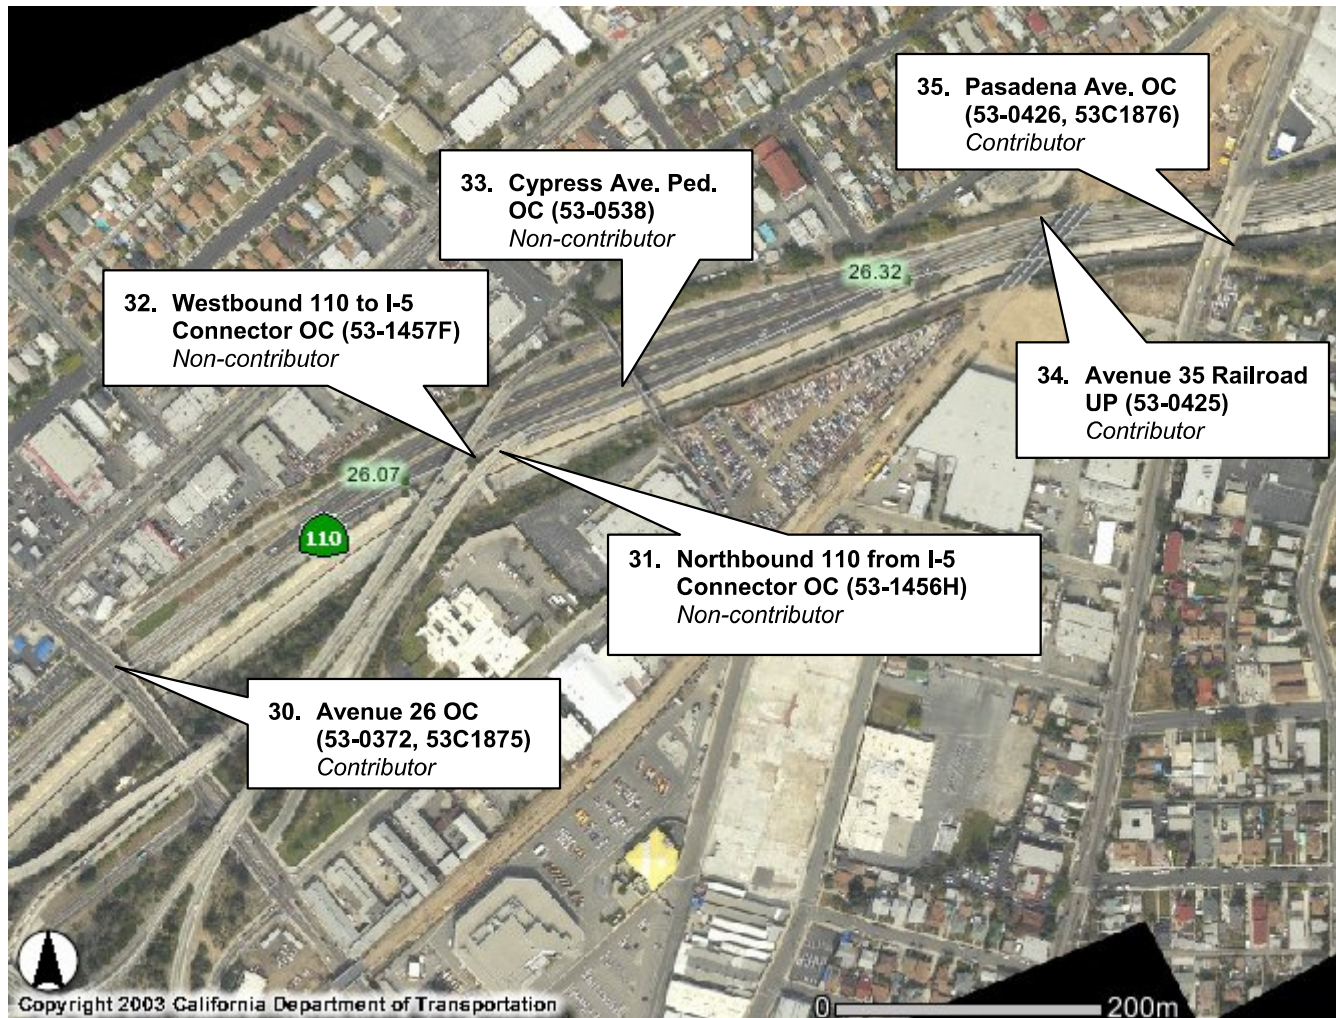 35. Pasadena Ave. OC
(53-0426, 53C1876)
Contributor
33. Cypress Ave. Ped.
OC (53-0538)
Non-contributor
26.32
32. Westbound 110 to I-5
Connector OC (53-1457F)
Non-contributor
34. Avenue 35 Railroad
UP (53-0425)
Contributor
26.07
110
31. Northbound 110 from I-5
Connector OC (53-1456H)
Non-contributor
30. Avenue 26 OC
(53-0372, 53C1875)
Contributor
Copyright 2003 California Department of Transportation
0 200m